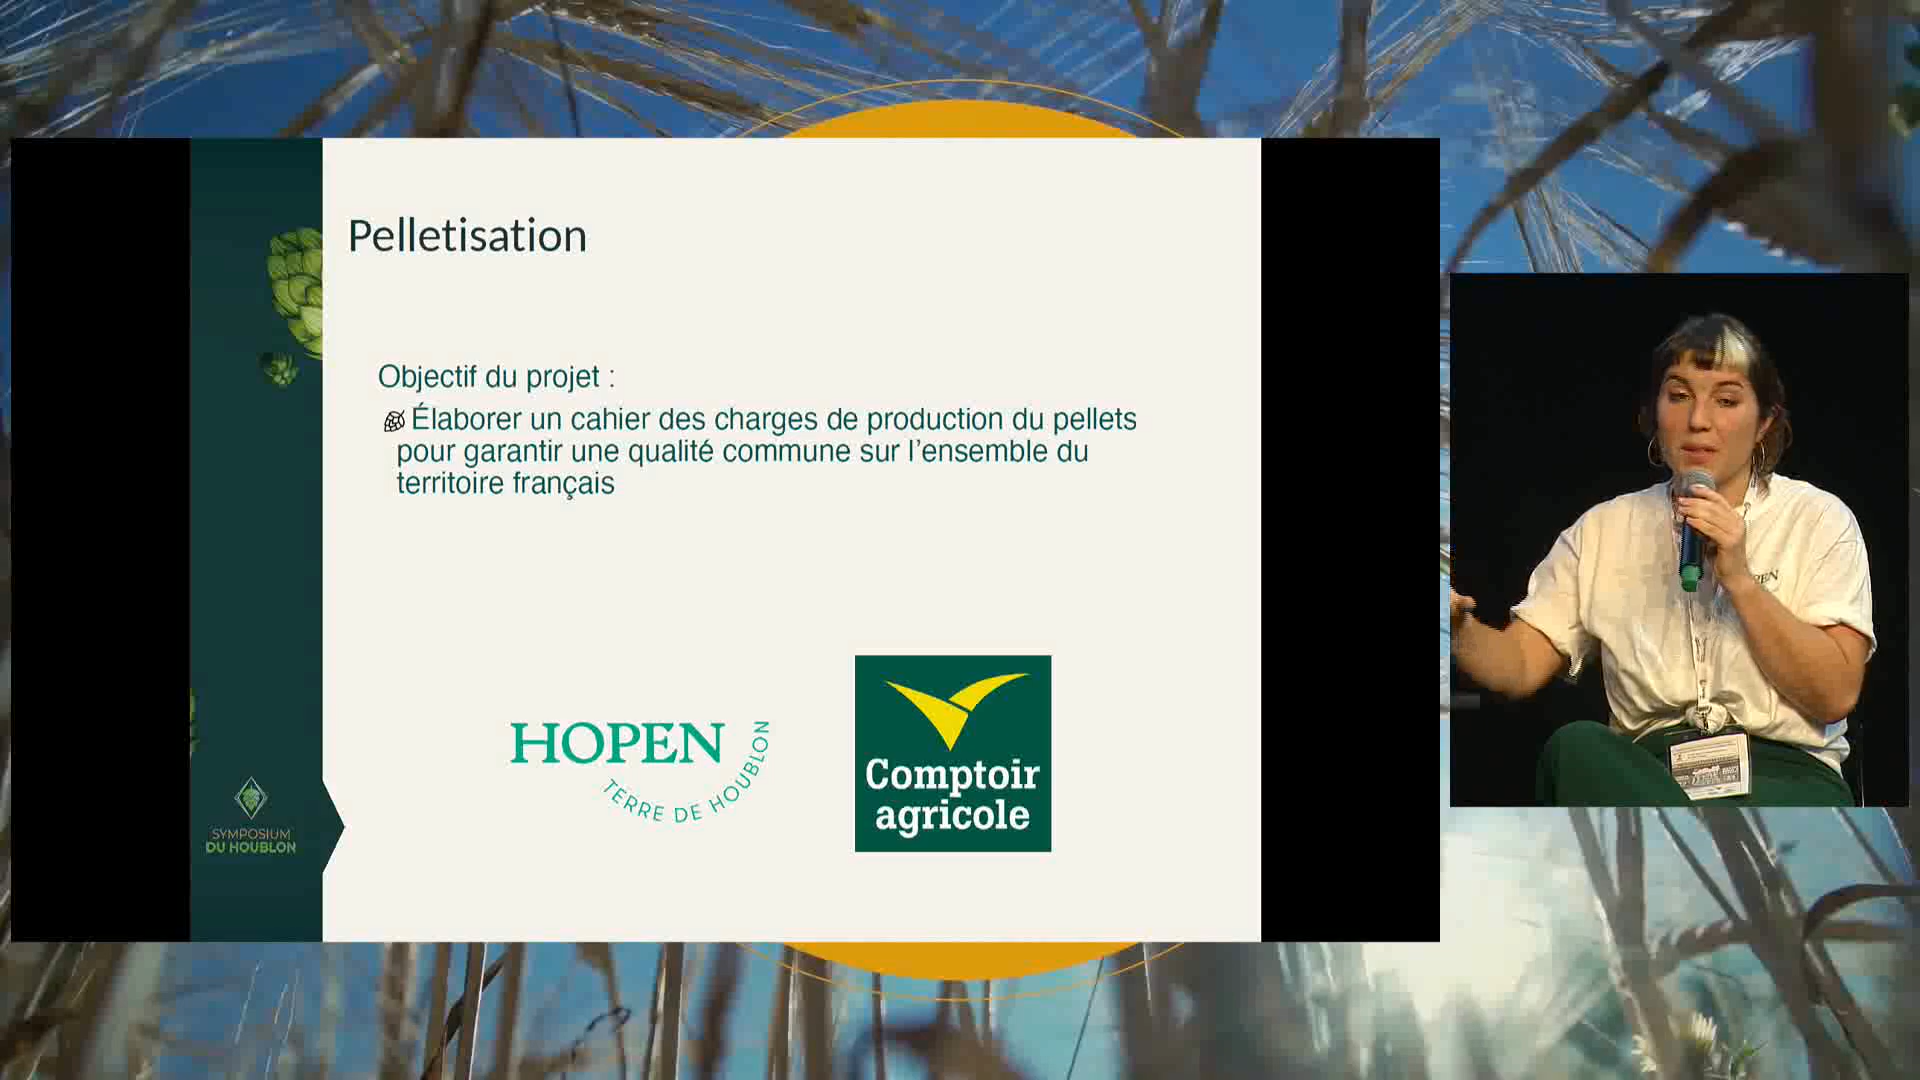 Pelletisation
Objectif du projet :
Élaborer un cahier des charges de production du pellets
pour garantir une qualité commune sur l'ensemble du
territoire français
HOPEN
TERRE DE HOUBLON
Comptoir
agricole
SYMPOSIUM
DU HOUBLON